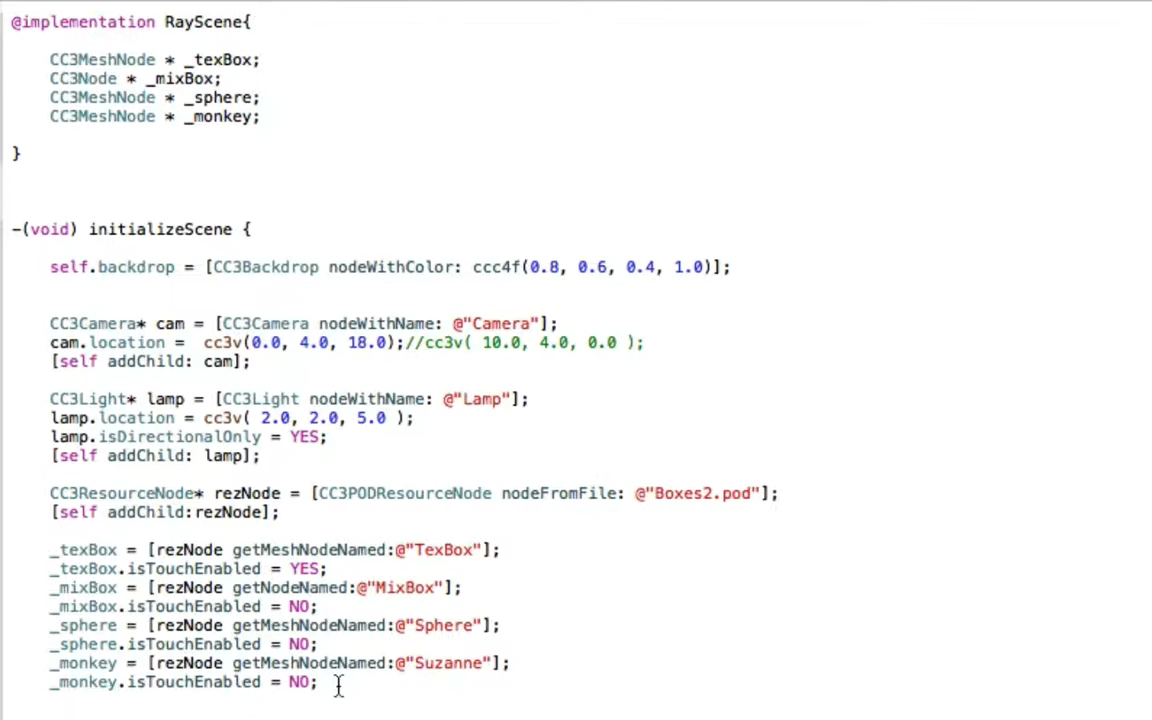 @implementation RayScene{
CC3MeshNode * _texBox;
CC3Node * _mixBox;
CC3MeshNode * _sphere;
CC3MeshNode * _monkey;
}
-(void) initializeScene {
self.backdrop = [CC3Backdrop nodeWithColor: ccc4f(0.8, 0.6, 0.4, 1.0)];
CC3Camera* cam = [CC3Camera nodeWithName: @"Camera"];
cam.location =  cc3v(0.0, 4.0, 18.0);//cc3v( 10.0, 4.0, 0.0 );
[self addChild: cam];
CC3Light* lamp = [CC3Light nodeWithName: @"Lamp"];
lamp.location = cc3v( 2.0, 2.0, 5.0 );
lamp.isDirectionalOnly = YES;
[self addChild: lamp];
CC3ResourceNode* rezNode = [CC3PODResourceNode nodeFromFile: @"Boxes2.pod"];
[self addChild:rezNode];
_texBox = [rezNode getMeshNodeNamed:@"TexBox"];
_texBox.isTouchEnabled = YES;
_mixBox = [rezNode getNodeNamed:@"MixBox"];
_mixBox.isTouchEnabled = NO;
_sphere = [rezNode getMeshNodeNamed:@"Sphere"];
_sphere.isTouchEnabled = NO;
_monkey = [rezNode getMeshNodeNamed:@"Suzanne"];
_monkey.isTouchEnabled = NO;